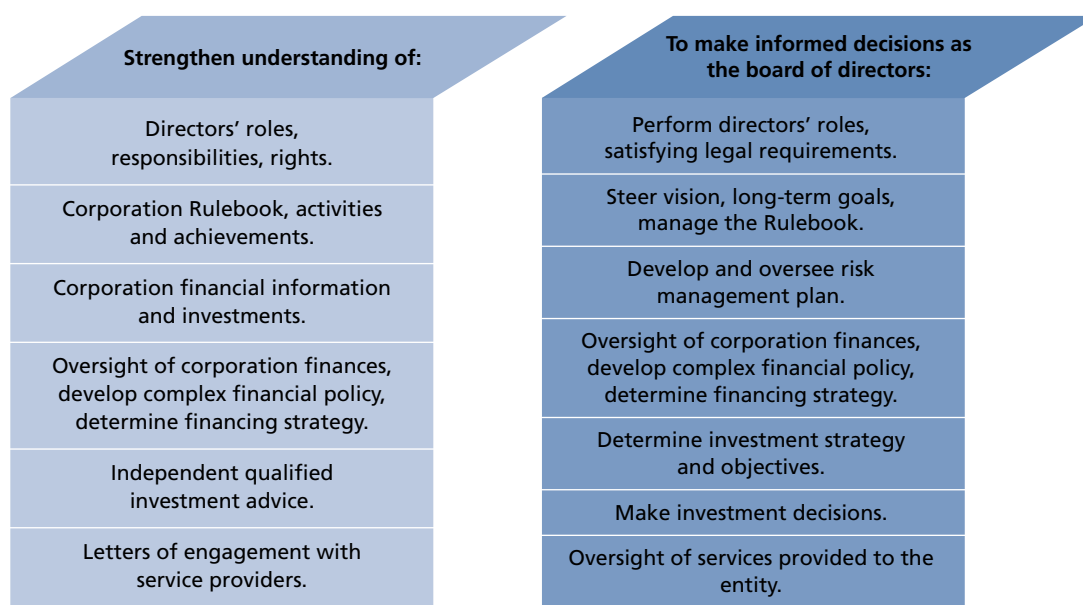 Strengthen understanding of:
Directors’ roles,
responsibilities, rights.
Corporation Rulebook, activities
and achievements.
Corporation financial information
and investments.
Oversight of corporation finances,
develop complex financial policy,
determine financing strategy.
Independent qualified
investment advice.
Letters of engagement with
service providers.
To make informed decisions as
the board of directors:
Perform directors’ roles,
satisfying legal requirements.
Steer vision, long-term goals,
manage the Rulebook.
Develop and oversee risk
management plan.
Oversight of corporation finances,
develop complex financial policy,
determine financing strategy.
Determine investment strategy
and objectives.
Make investment decisions.
Oversight of services provided to the
entity.